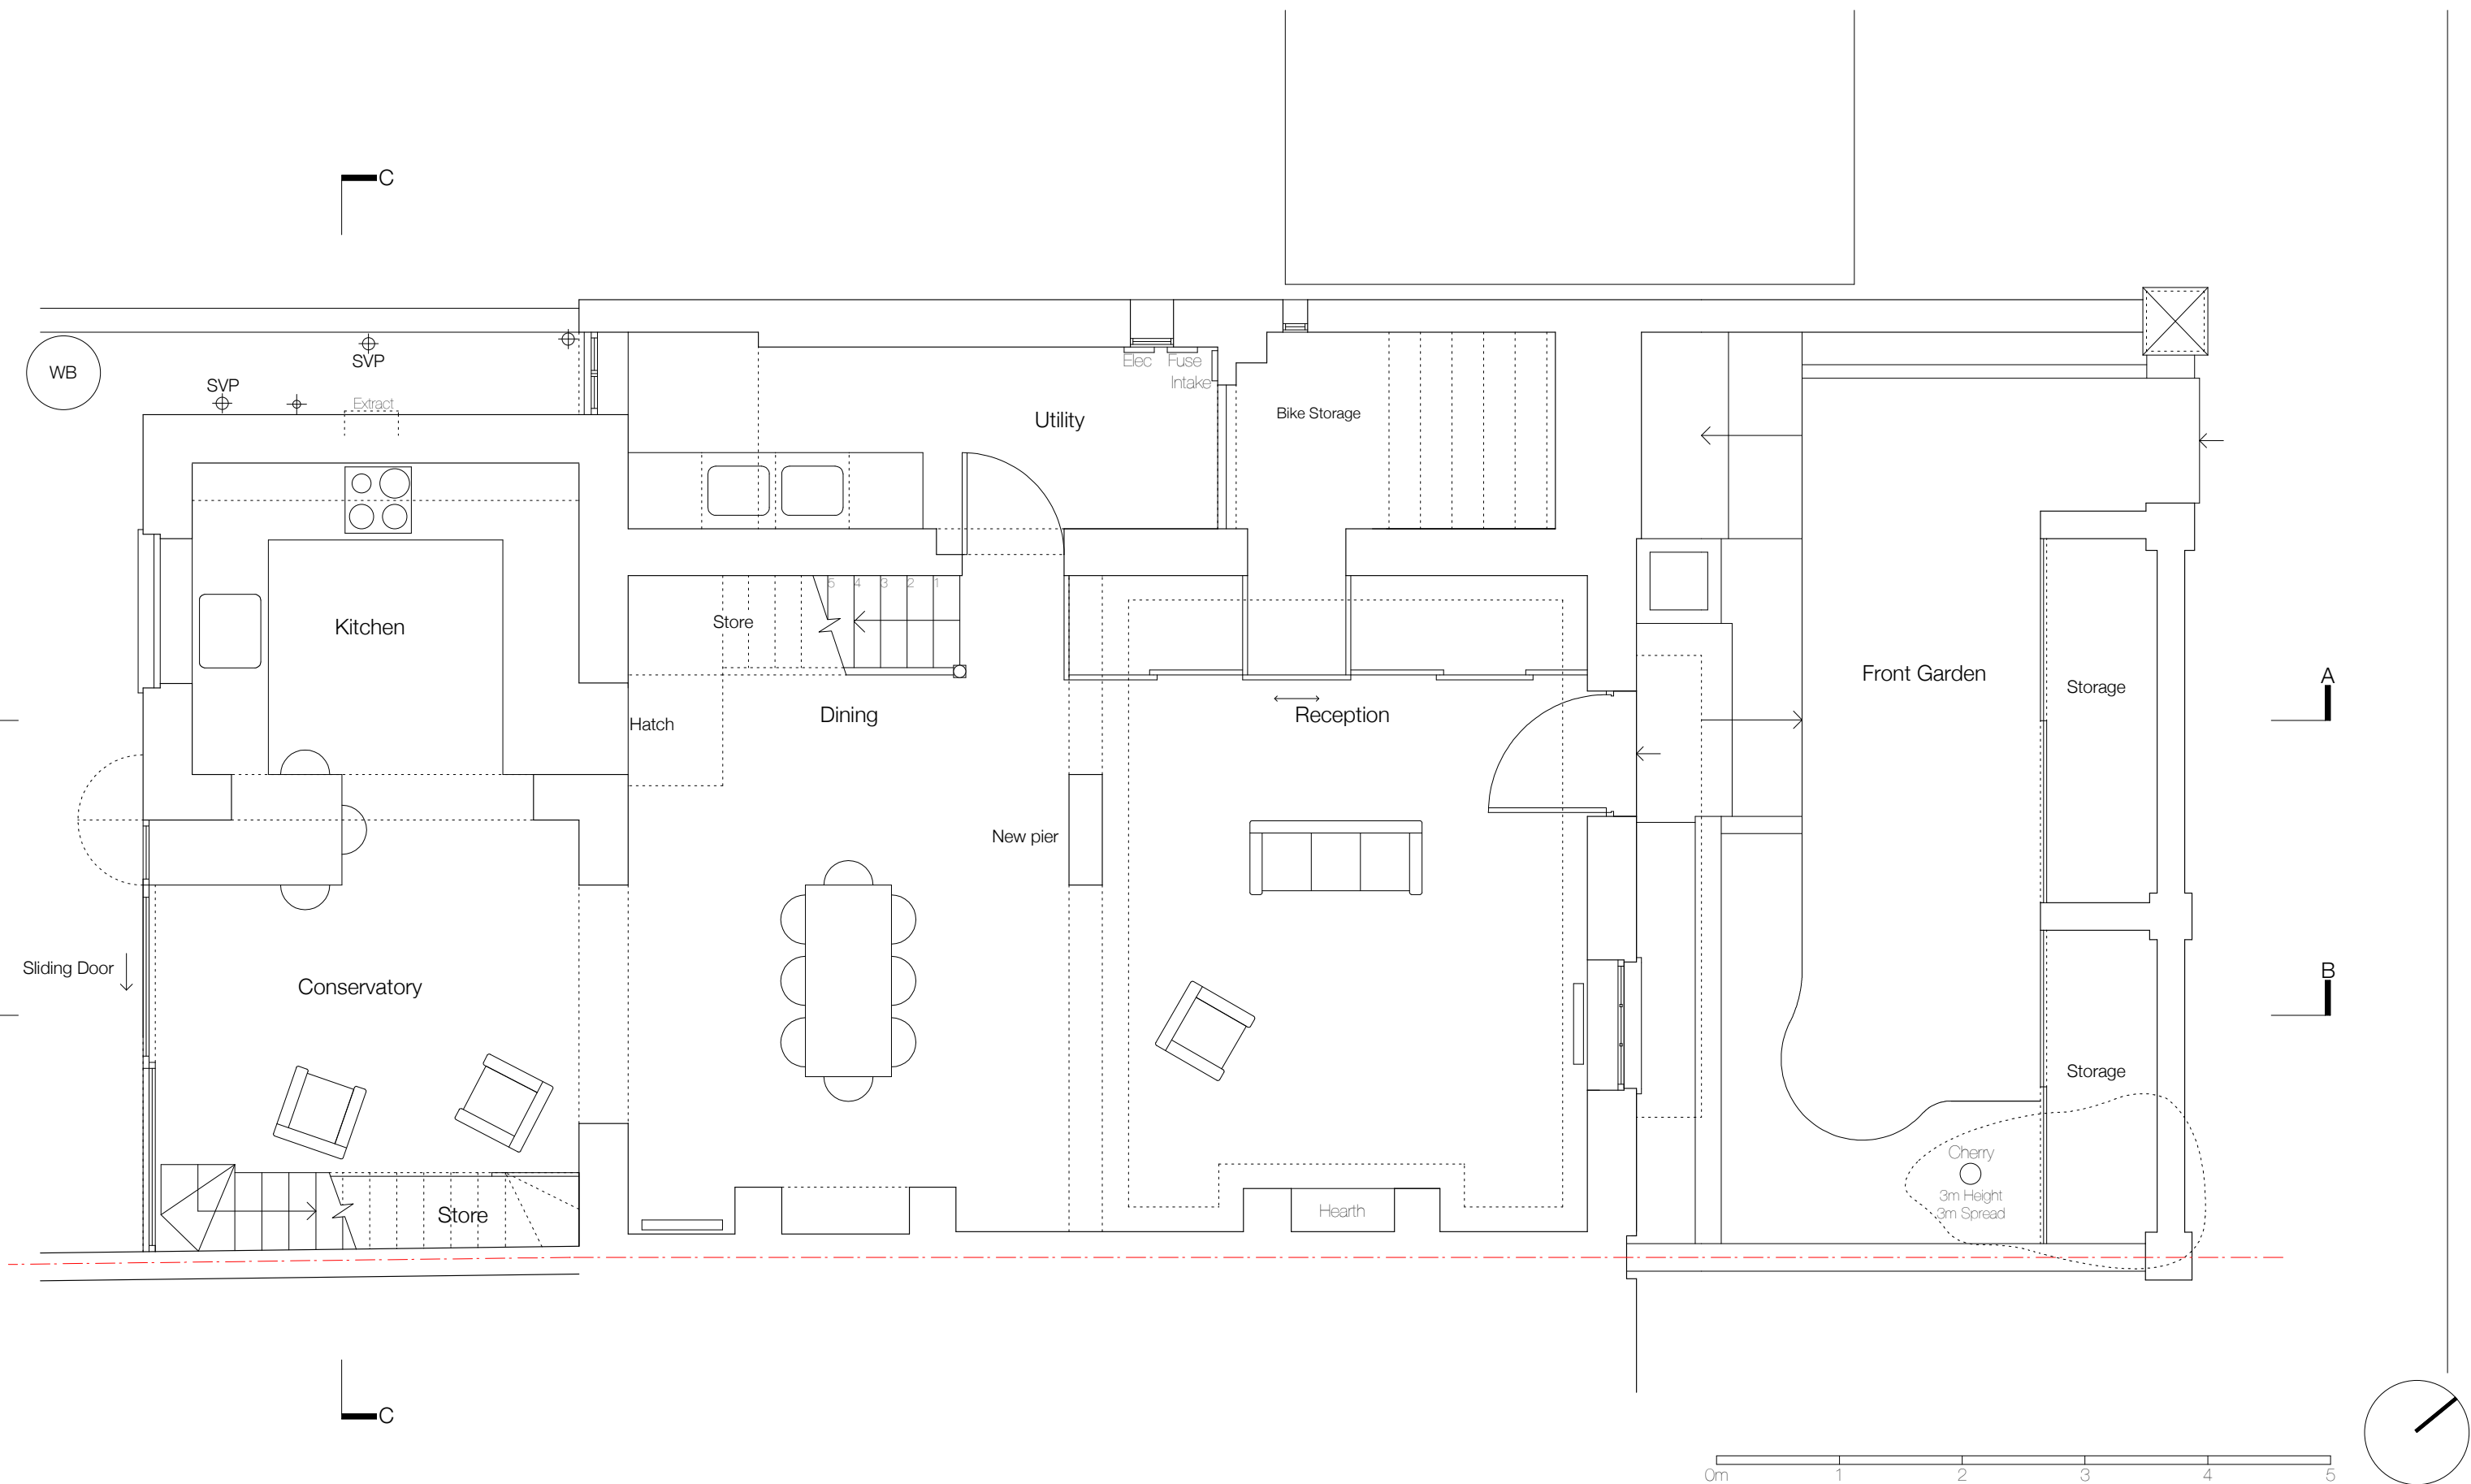 C
WB
SVP
SVP
Extract
Elec
Fuse
Intake
Utility
Bike Storage
5 4 3 2 1
Store
Kitchen
Hatch
Dining
Reception
Front Garden
Storage
A
New pier
Sliding Door
Conservatory
B
Storage
Cherry
3m Height
3m Spread
Store
Hearth
C
0m 1 2 3 4 5